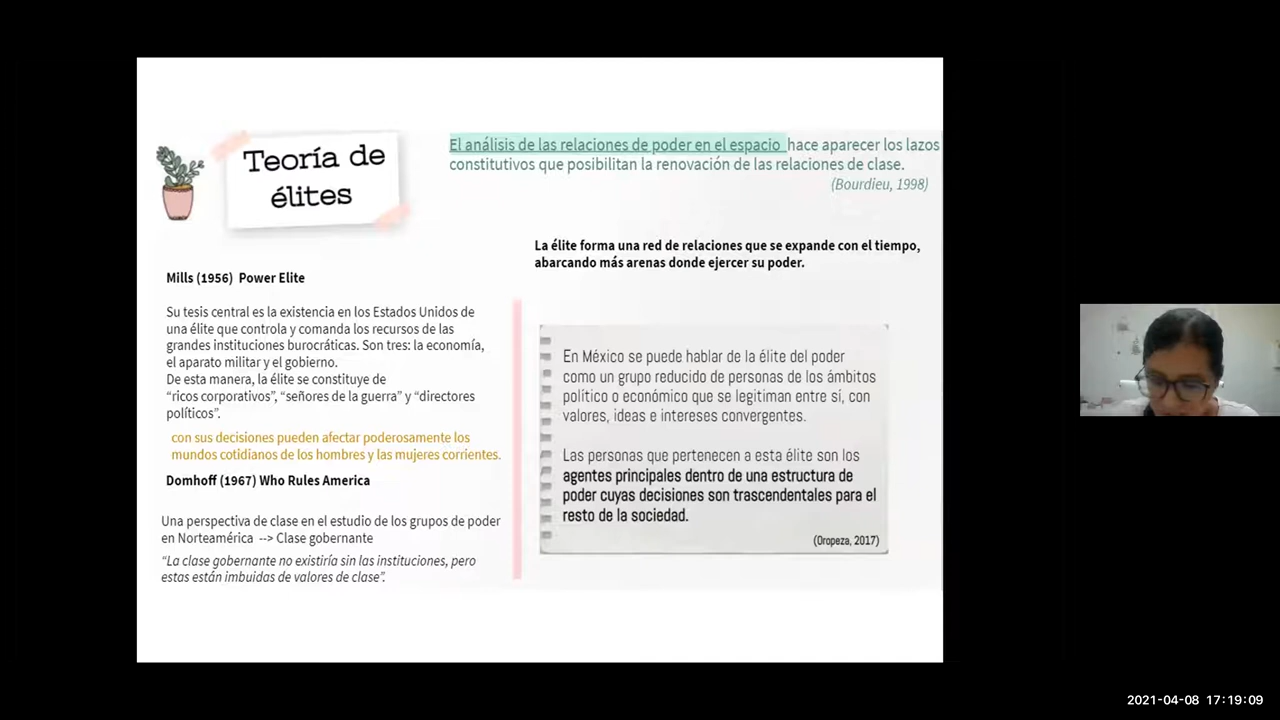 Teoría de
élites
El análisis de las relaciones de poder en el espacio hace aparecer los lazos
constitutivos que posibilitan la renovación de las relaciones de clase.
(Bourdieu, 1998)
La élite forma una red de relaciones que se expande con el tiempo,
abarcando más arenas donde ejercer su poder.
Mills (1956) Power Elite
Su tesis central es la existencia en los Estados Unidos de
una élite que controla y comanda los recursos de las
grandes instituciones burocráticas. Son tres: la economía,
el aparato militar y el gobierno.
De esta manera, la élite se constituye de
“ricos corporativos”, “señores de la guerra” y “directores
políticos”.
con sus decisiones pueden afectar poderosamente los
mundos cotidianos de los hombres y las mujeres corrientes.
Domhoff (1967) Who Rules America
Una perspectiva de clase en el estudio de los grupos de poder
en Norteamérica --> Clase gobernante
“La clase gobernante no existiría sin las instituciones, pero
estas están imbuidas de valores de clase”.
En México se puede hablar de la élite del poder
como un grupo reducido de personas de los ámbitos
político o económico que se legitiman entre sí, con
valores, ideas e intereses convergentes.
Las personas que pertenecen a esta élite son los
agentes principales dentro de una estructura de
poder cuyas decisiones son trascendentales para el
resto de la sociedad.
(Oropeza, 2017)
2021-04-08 17:19:09